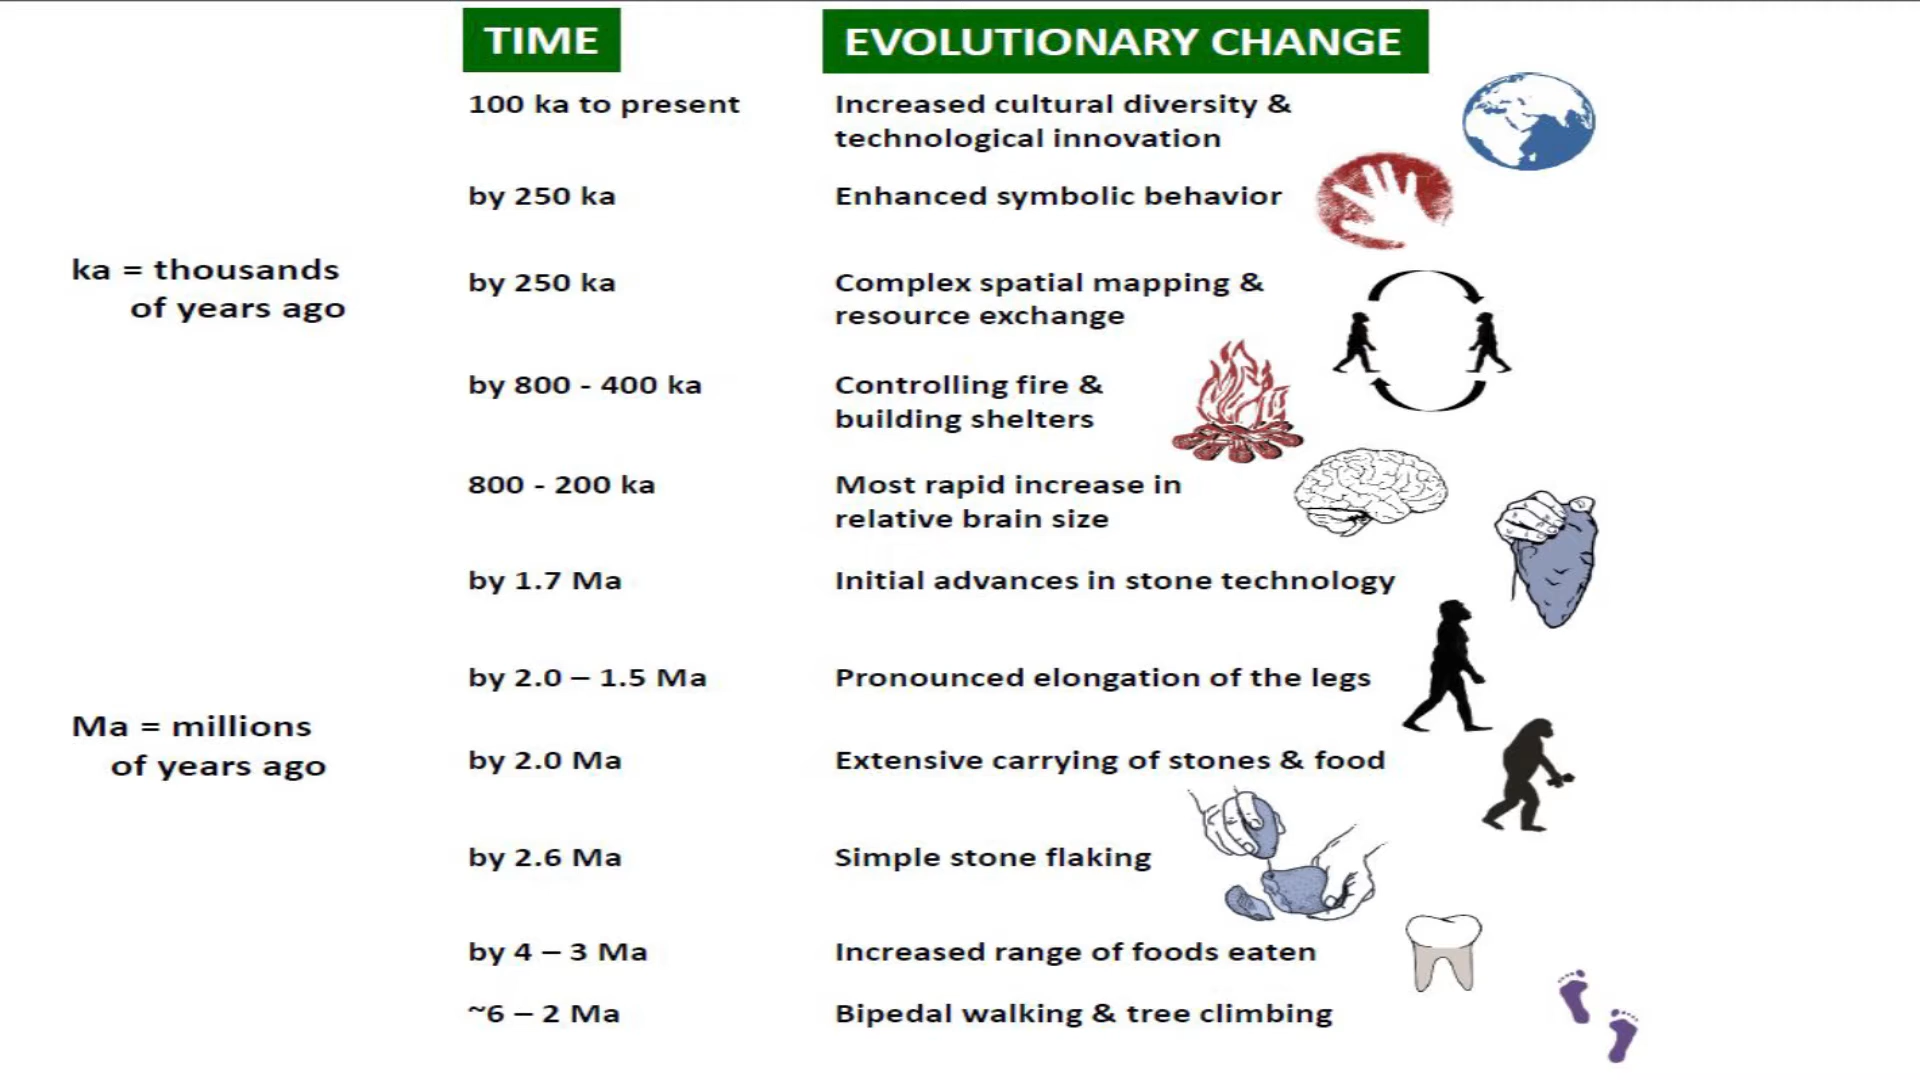 TIME
EVOLUTIONARY CHANGE
100 ka to present
Increased cultural diversity &
technological innovation
by 250 ka
Enhanced symbolic behavior
ka = thousands
of years ago
by 250 ka
Complex spatial mapping &
resource exchange
by 800 - 400 ka
Controlling fire &
building shelters
800 - 200 ka
Most rapid increase in
relative brain size
by 1.7 Ma
Initial advances in stone technology
by 2.0 – 1.5 Ma
Pronounced elongation of the legs
Ma = millions
of years ago
by 2.0 Ma
Extensive carrying of stones & food
by 2.6 Ma
Simple stone flaking
by 4 – 3 Ma
Increased range of foods eaten
~6 – 2 Ma
Bipedal walking & tree climbing